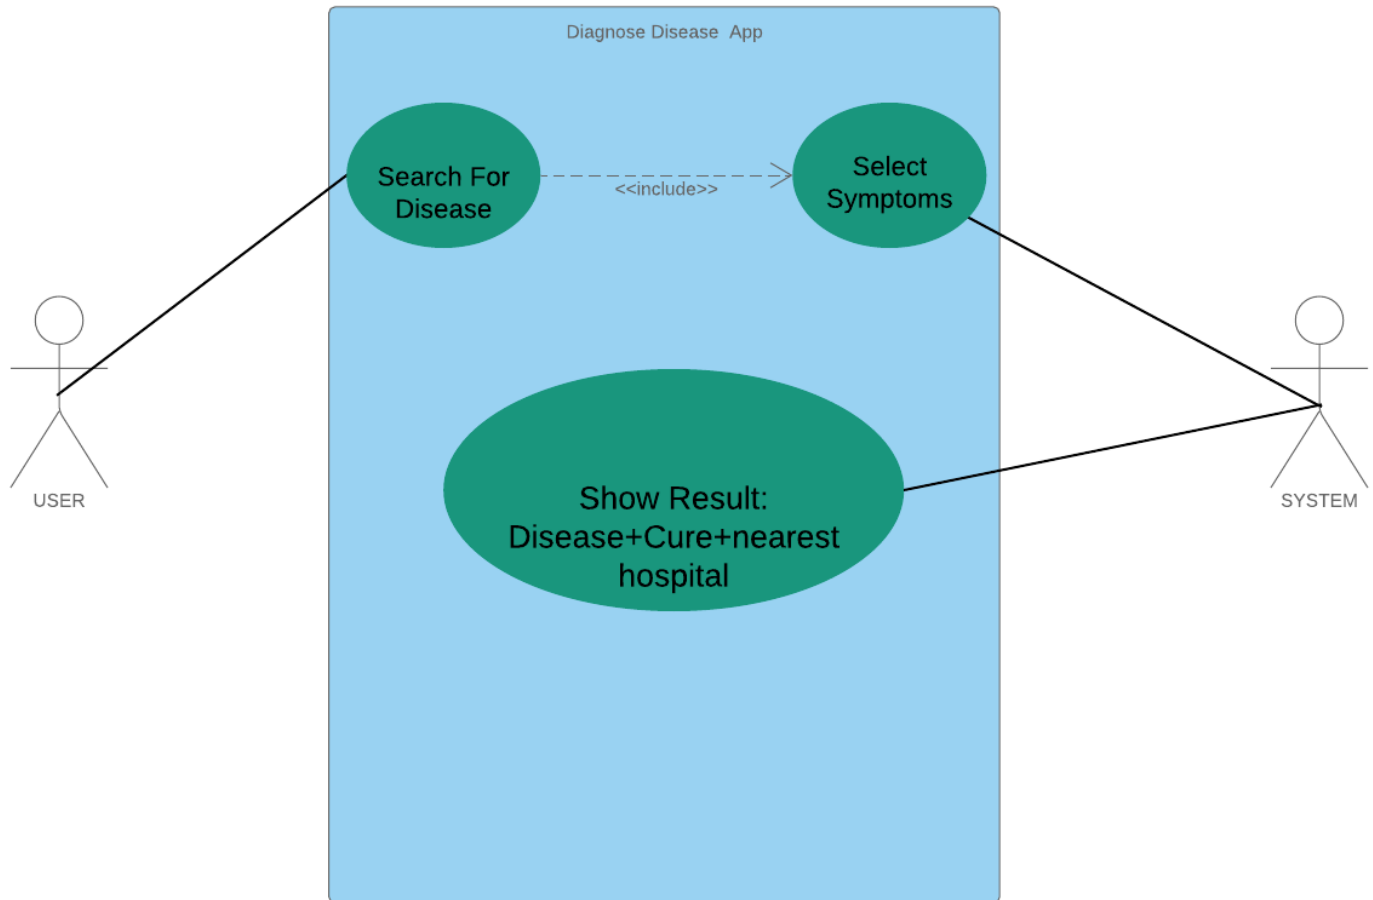 Diagnose Disease  App
Search For
Disease
<<include>>
Select
Symptoms
USER
SYSTEM
Show Result:
Disease+Cure+nearest
hospital